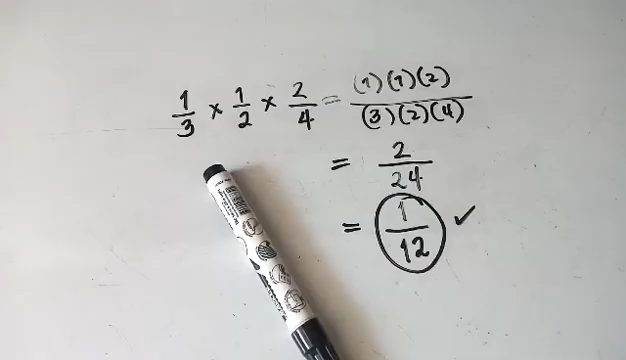 1/3 × 1/2 × 2/4 = (1)(1)(2)/(3)(2)(4)
= 2/24
= 1/12 ✓